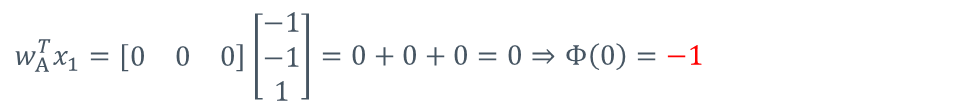 w_A^T x_1 = [0 0 0] [−1 −1 1] = 0 + 0 + 0 = 0 ⇒ Φ(0) = −1